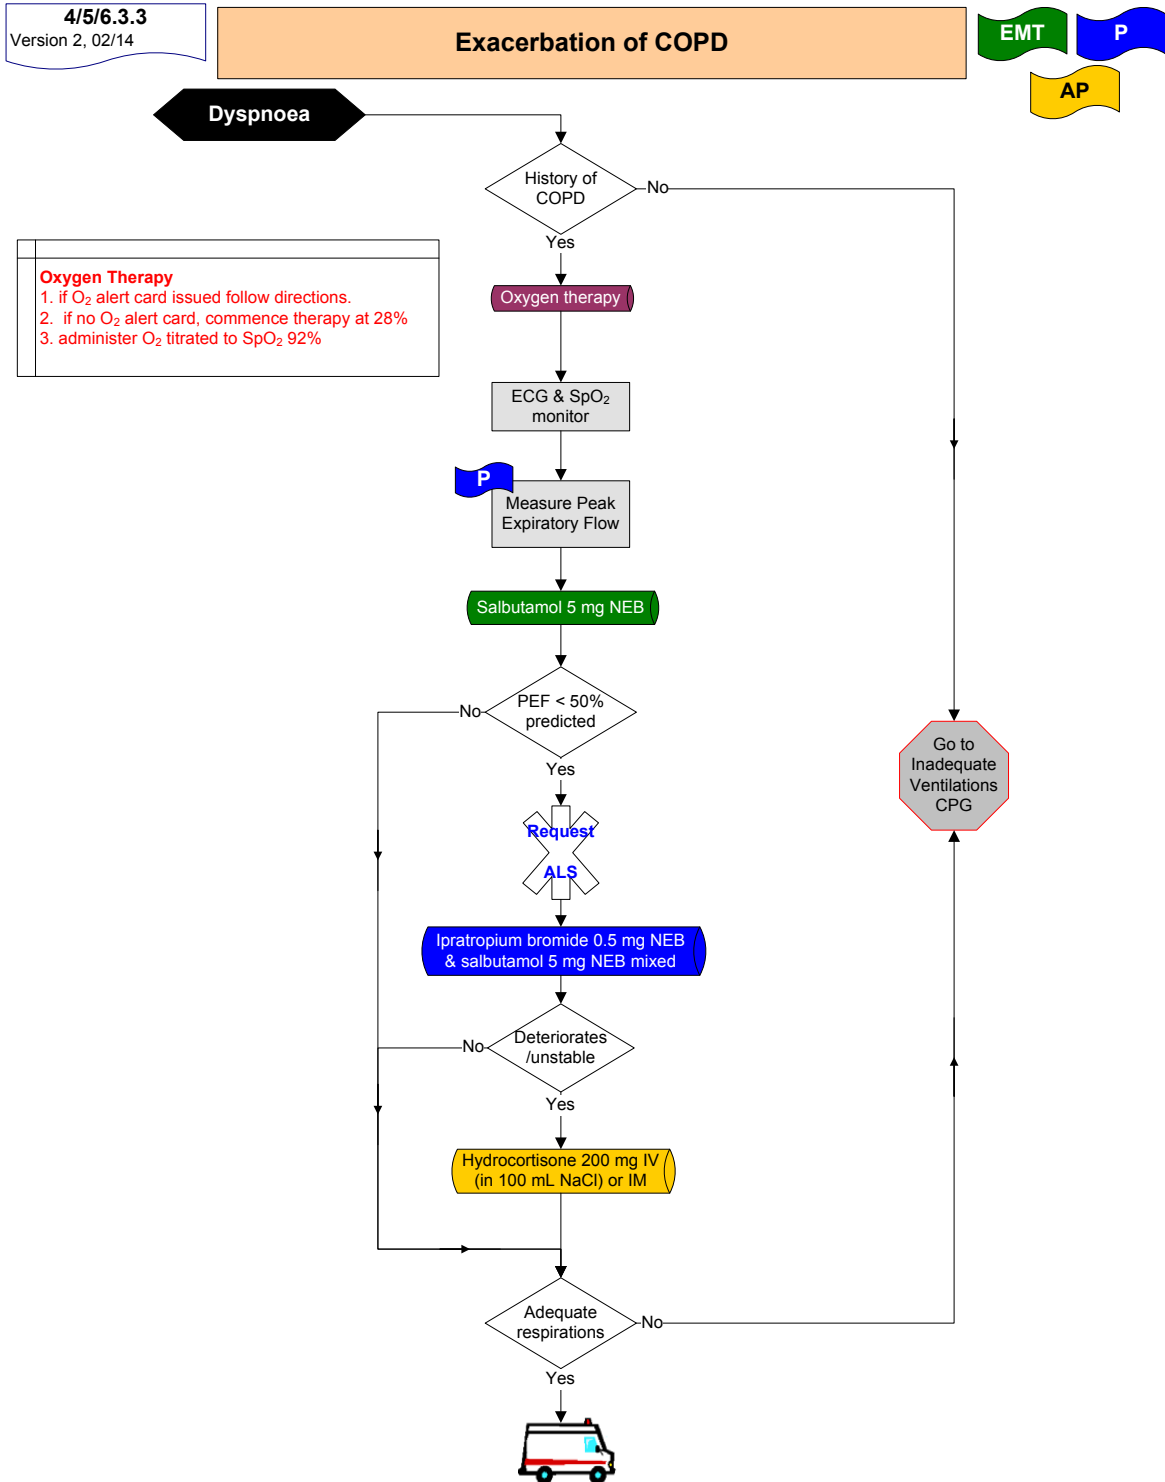 4/5/6.3.3
Version 2, 02/14
Exacerbation of COPD
EMT
P
AP
Dyspnoea
History of
COPD
No
Yes
Oxygen Therapy
1. if O₂ alert card issued follow directions.
2.  if no O₂ alert card, commence therapy at 28%
3. administer O₂ titrated to SpO₂ 92%
Oxygen therapy
ECG & SpO₂
monitor
P
Measure Peak
Expiratory Flow
Salbutamol 5 mg NEB
PEF < 50%
predicted
No
Yes
Go to
Inadequate
Ventilations
CPG
Request
ALS
Ipratropium bromide 0.5 mg NEB
& salbutamol 5 mg NEB mixed
Deteriorates
/unstable
No
Yes
Hydrocortisone 200 mg IV
(in 100 mL NaCl) or IM
Adequate
respirations
No
Yes